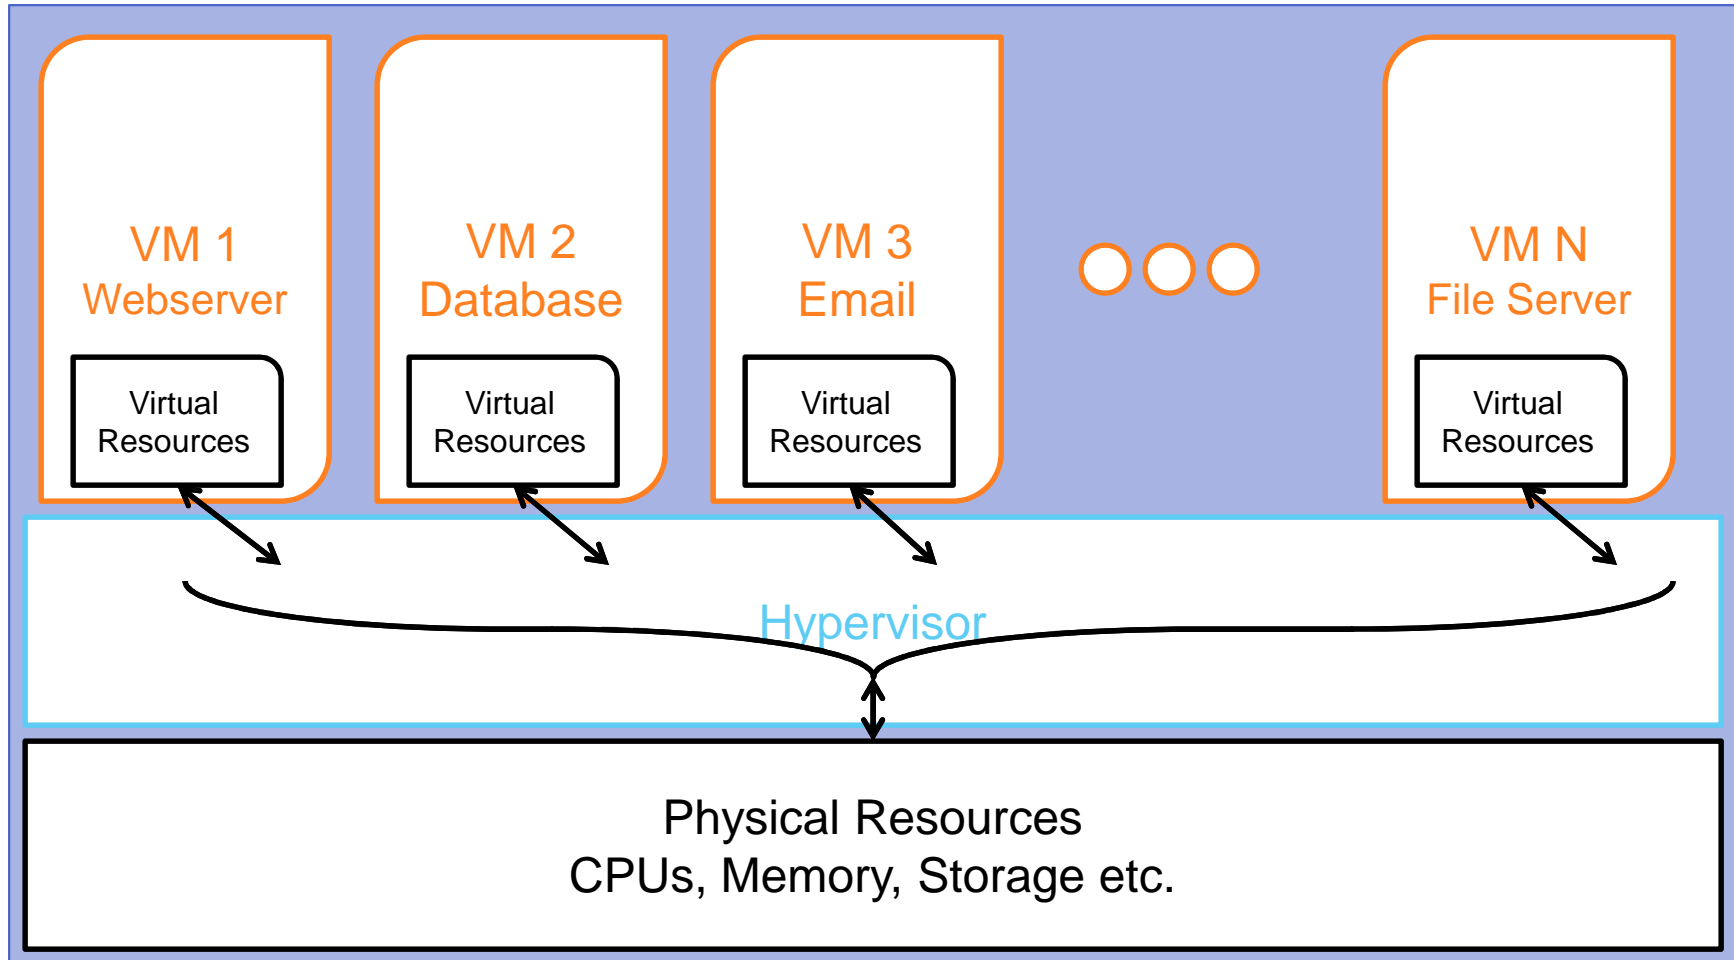 VM 1
Webserver
Virtual
Resources
VM 2
Database
Virtual
Resources
VM 3
Email
Virtual
Resources
VM N
File Server
Virtual
Resources
Hypervisor
Physical Resources
CPUs, Memory, Storage etc.